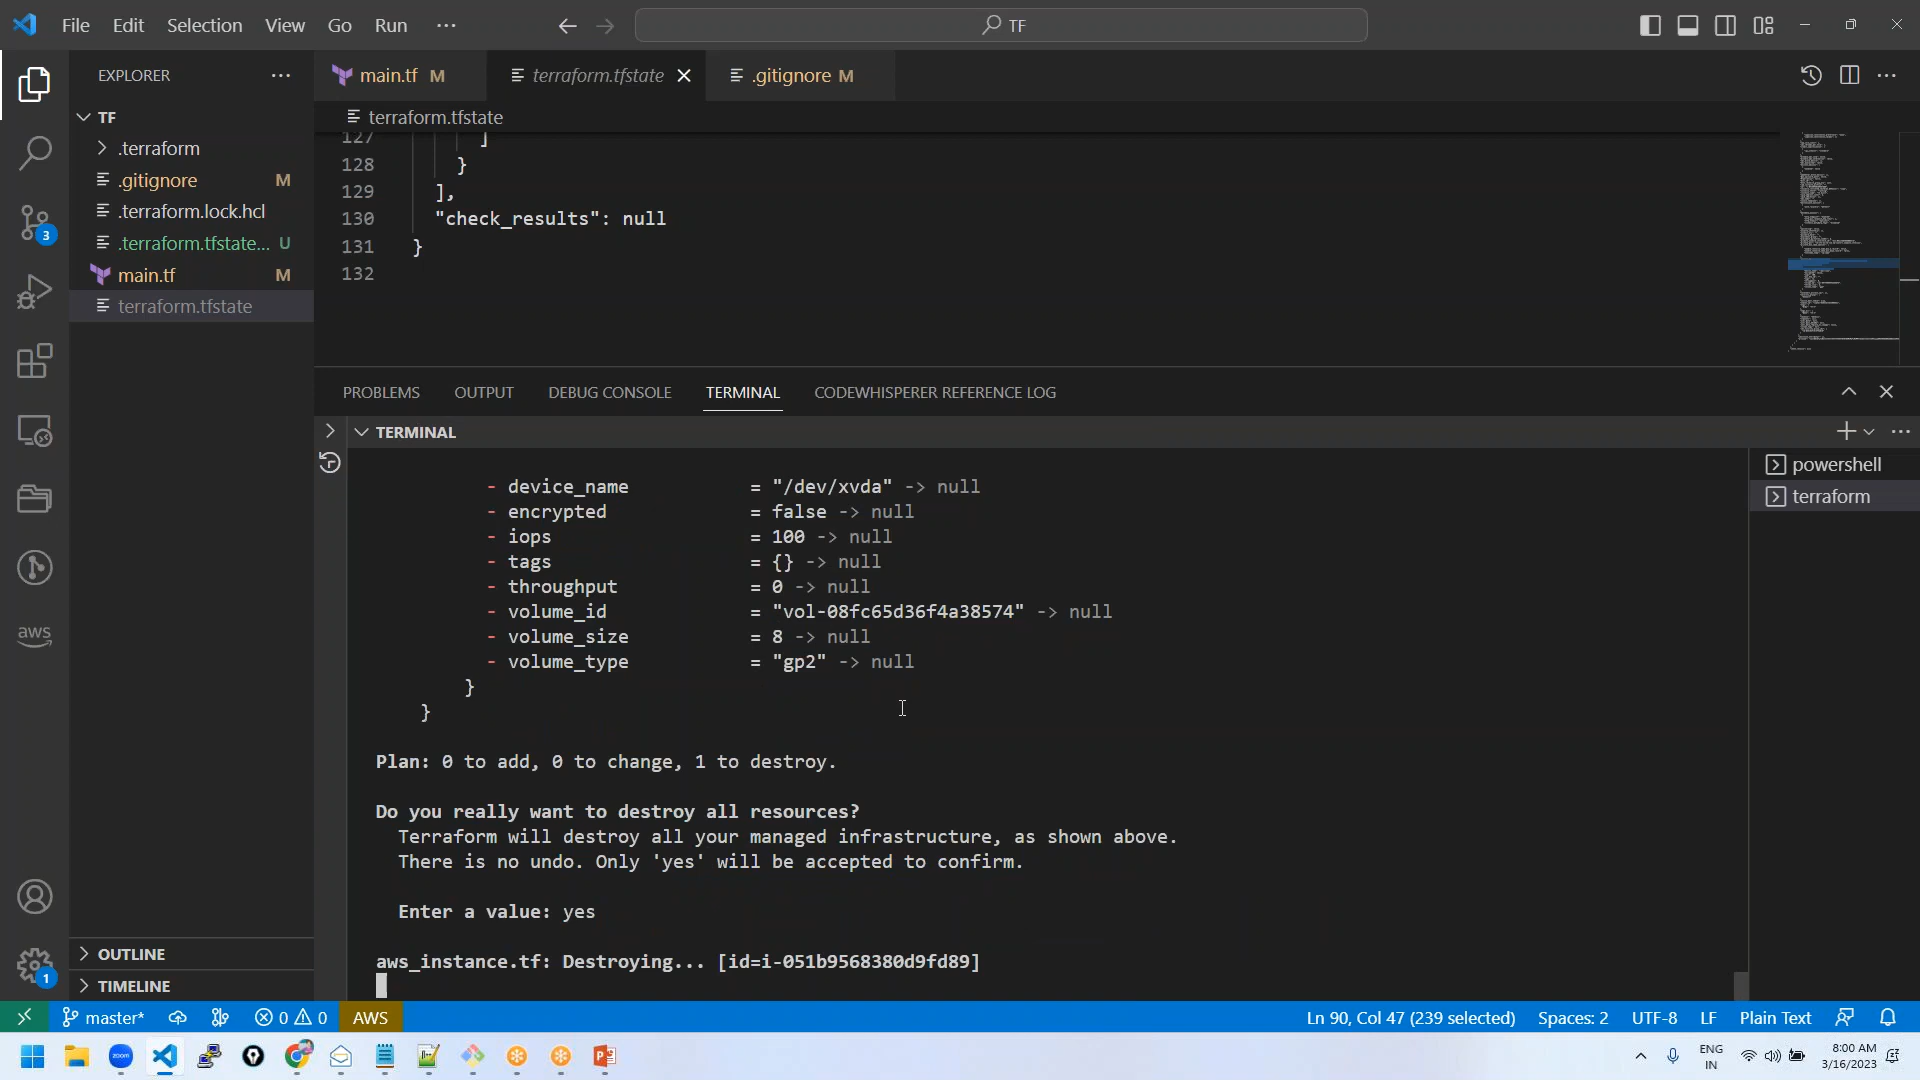 File Edit Selection View Go Run ··· TF
EXPLORER ···
TF
.terraform
.gitignore M
.terraform.lock.hcl
.terraform.tfstate... U
main.tf M
terraform.tfstate
OUTLINE
TIMELINE
3
aws
1
main.tf M terraform.tfstate .gitignore M
terraform.tfstate
127 ]
128 }
129 ],
130 "check_results": null
131 }
132
PROBLEMS OUTPUT DEBUG CONSOLE TERMINAL CODEWHISPERER REFERENCE LOG
TERMINAL
powershell
terraform
- device_name = "/dev/xvda" -> null
- encrypted = false -> null
- iops = 100 -> null
- tags = {} -> null
- throughput = 0 -> null
- volume_id = "vol-08fc65d36f4a38574" -> null
- volume_size = 8 -> null
- volume_type = "gp2" -> null
}
}
Plan: 0 to add, 0 to change, 1 to destroy.
Do you really want to destroy all resources?
Terraform will destroy all your managed infrastructure, as shown above.
There is no undo. Only 'yes' will be accepted to confirm.
Enter a value: yes
aws_instance.tf: Destroying... [id=i-051b9568380d9fd89]
master* 0 0 AWS Ln 90, Col 47 (239 selected) Spaces: 2 UTF-8 LF Plain Text
zoom
ENG
IN
8:00 AM
3/16/2023